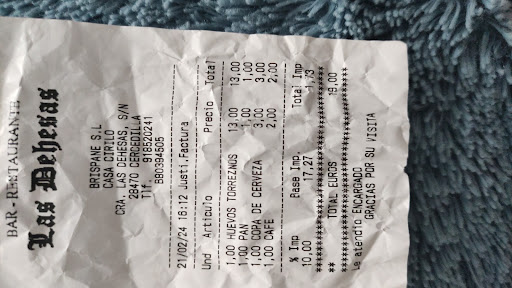 BAR - RESTAURANTE
Las Dehesas
BRISPANE S.L
CASA CIRILO
CRA. LAS DEHESAS, S/N
28470 CERCEDILLA
Tlf. 918520241
B80394505
21/02/24 16:12 Justi.Factura
Und Articulo Precio Total
1,00 HUEVOS TORREZNOS 13,00 13,00
1,00 PAN 1,00 1,00
1,00 COPA DE CERVEZA 3,00 3,00
1,00 CAFE 2,00 2,00
% Imp Base Imp. Total Imp
10,00 17,27 1,73
** TOTAL EUROS 19,00
Le atendio ENCARGADO
GRACIAS POR SU VISITA